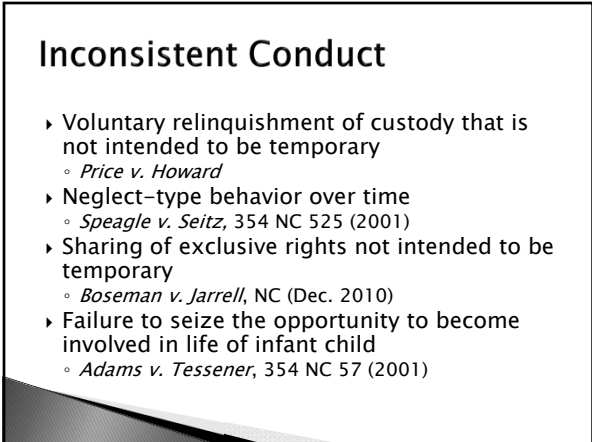 Inconsistent Conduct
‣ Voluntary relinquishment of custody that is
not intended to be temporary
◦ Price v. Howard
‣ Neglect-type behavior over time
◦ Speagle v. Seitz, 354 NC 525 (2001)
‣ Sharing of exclusive rights not intended to be
temporary
◦ Boseman v. Jarrell, NC (Dec. 2010)
‣ Failure to seize the opportunity to become
involved in life of infant child
◦ Adams v. Tessener, 354 NC 57 (2001)